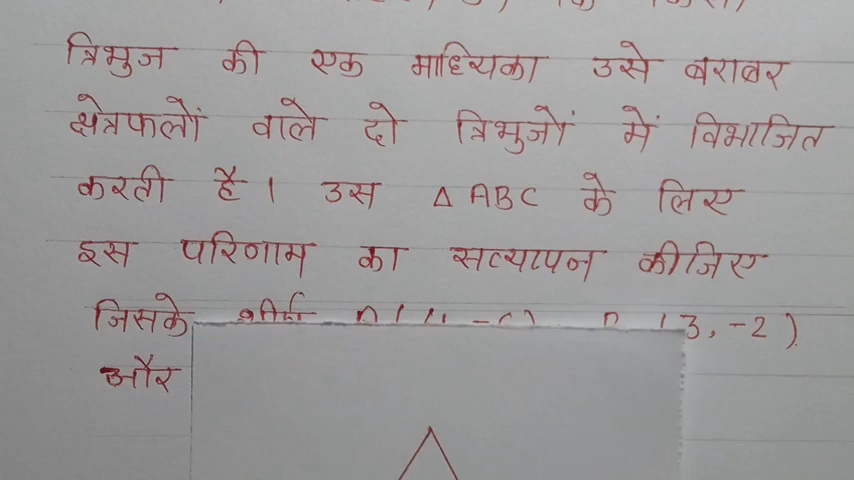 त्रिभुज की एक माध्यिका उसे बराबर
क्षेत्रफलों वाले दो त्रिभुजों में विभाजित
करती है। उस △ ABC के लिए
इस परिणाम का सत्यापन कीजिए
जिसके 3, -2)
और